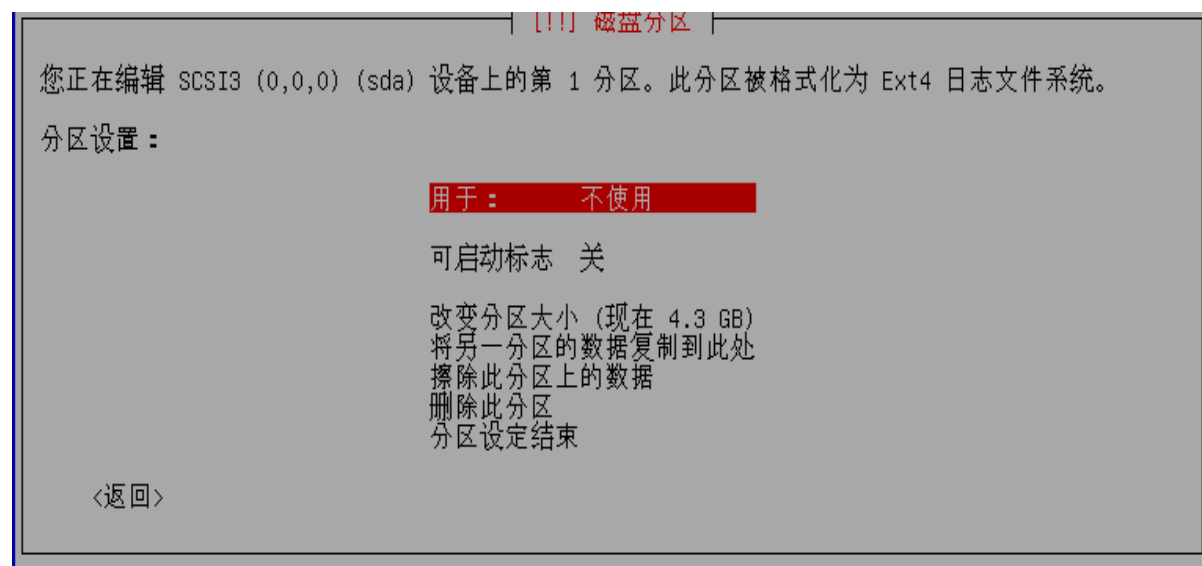 [!!] 磁盘分区
您正在编辑 SCSI3 (0,0,0) (sda) 设备上的第 1 分区。此分区被格式化为 Ext4 日志文件系统。
分区设置：
用于： 不使用
可启动标志 关
改变分区大小 (现在 4.3 GB)
将另一分区的数据复制到此处
擦除此分区上的数据
删除此分区
分区设定结束
<返回>